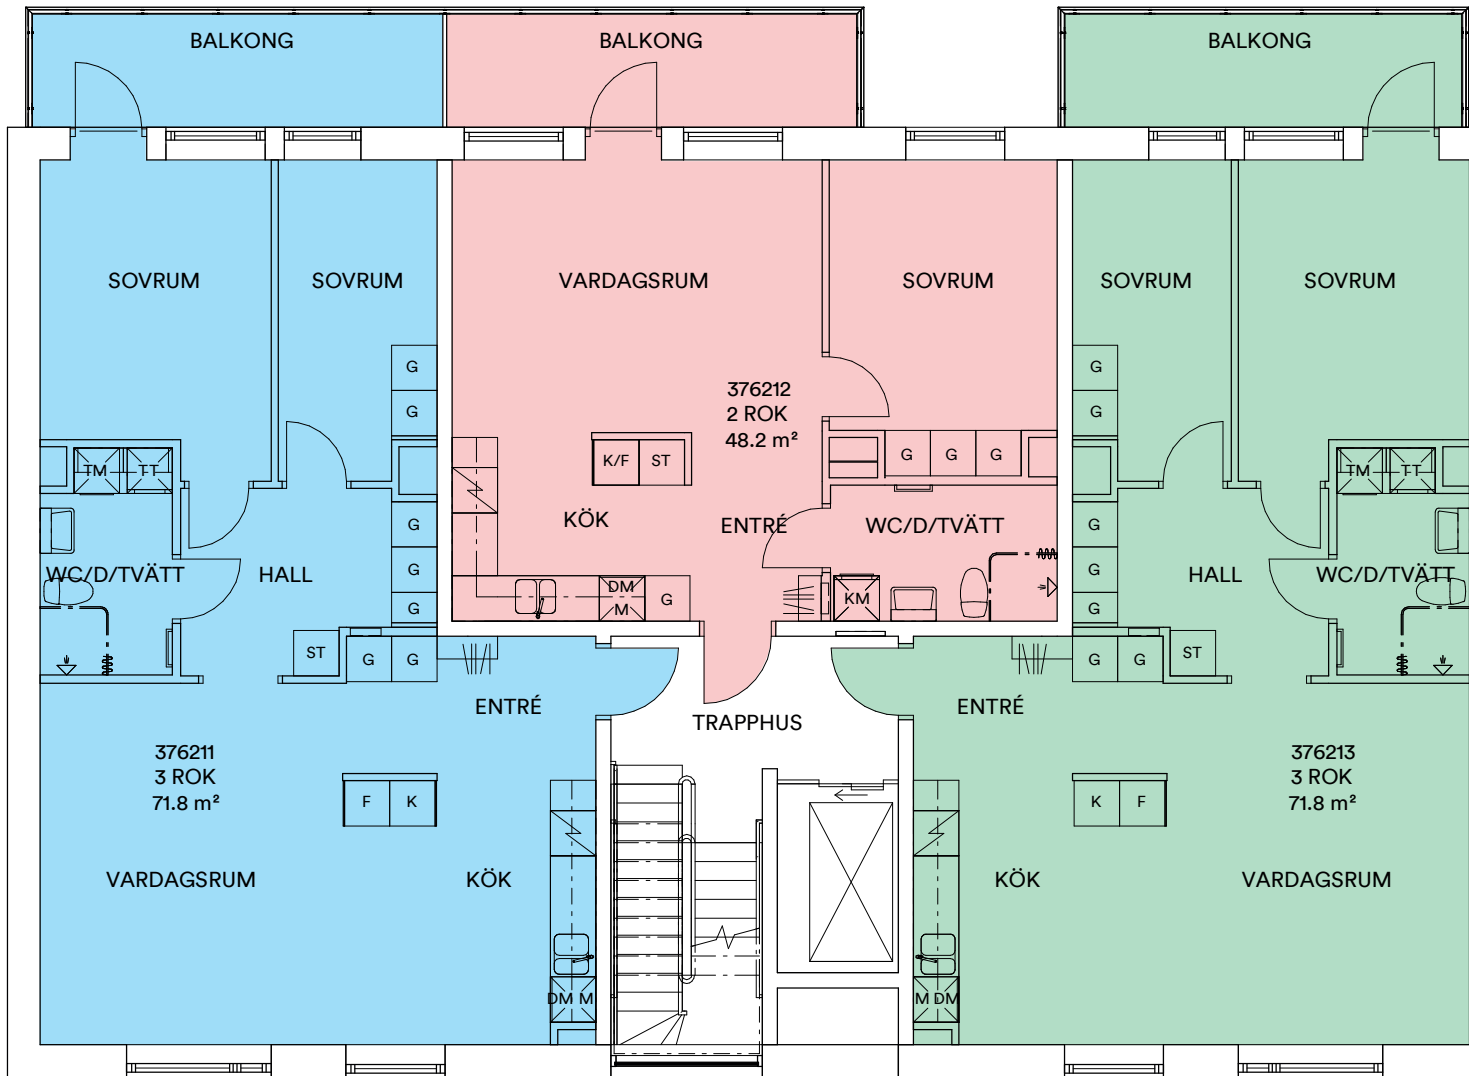 BALKONG
BALKONG
BALKONG
SOVRUM
SOVRUM
VARDAGSRUM
SOVRUM
SOVRUM
SOVRUM
G
G
G
G
376212
2 ROK
48.2 m²
K/F
ST
G
G
G
TM
TT
TM
TT
KÖK
ENTRÉ
WC/D/TVÄTT
G
G
G
G
G
G
WC/D/TVÄTT
HALL
HALL
WC/D/TVÄTT
DM
M
G
KM
ST
G
G
G
G
ST
ENTRÉ
TRAPPHUS
ENTRÉ
376211
3 ROK
71.8 m²
376213
3 ROK
71.8 m²
F
K
K
F
VARDAGSRUM
KÖK
KÖK
VARDAGSRUM
DM M
M DM